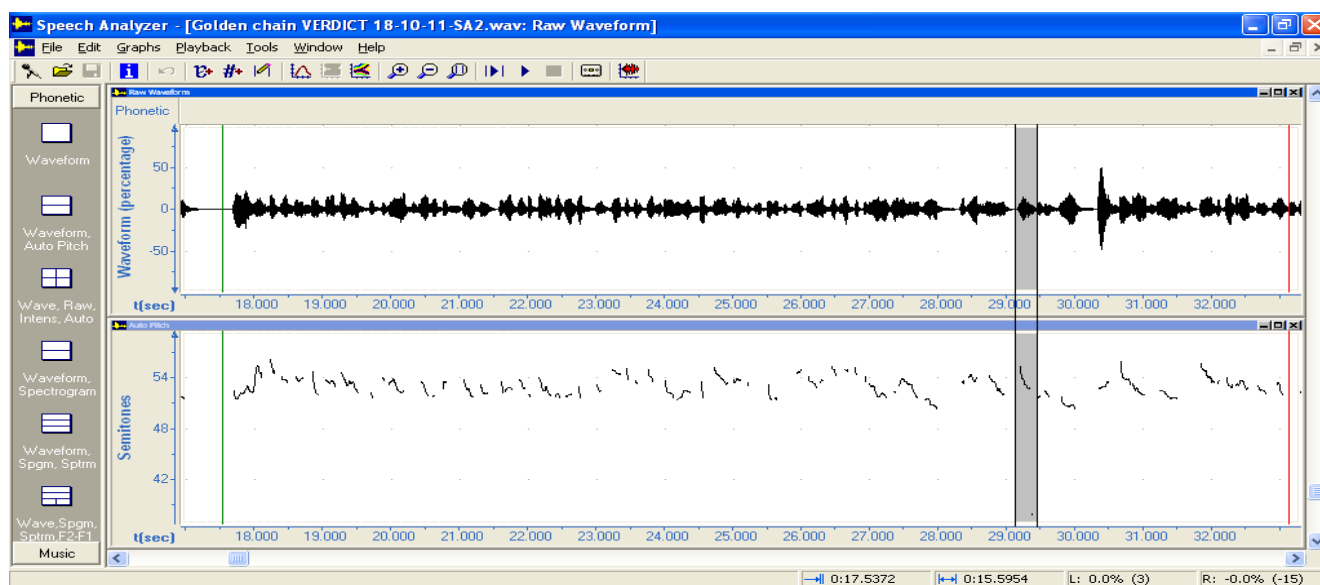 Speech Analyzer - [Golden chain VERDICT 18-10-11-SA2.wav: Raw Waveform]
File Edit Graphs Playback Tools Window Help
Phonetic
Waveform
Waveform,
Auto Pitch
Wave, Raw,
Intens, Auto
Waveform,
Spectrogram
Waveform,
Spgm, Sptrm
Wave,Spgm,
Sptrm,F2-F1
Music
Raw Waveform
Phonetic
Waveform (percentage)
50
0
-50
t(sec) 18.000 19.000 20.000 21.000 22.000 23.000 24.000 25.000 26.000 27.000 28.000 29.000 30.000 31.000 32.000
Auto Pitch
Semitones
54
48
42
t(sec) 18.000 19.000 20.000 21.000 22.000 23.000 24.000 25.000 26.000 27.000 28.000 29.000 30.000 31.000 32.000
0:17.5372 0:15.5954 L: 0.0% (3) R: -0.0% (-15)